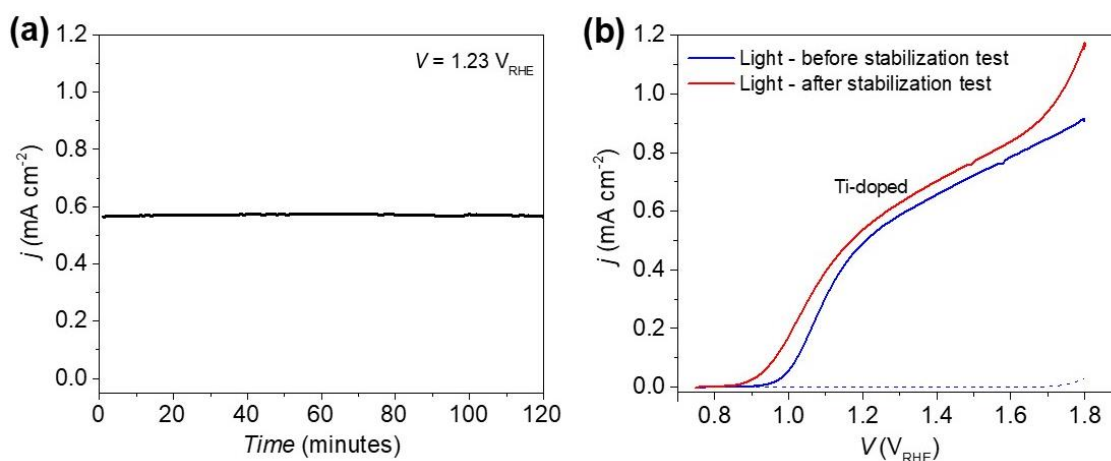 (a)
V = 1.23 V_RHE
1.2
1.0
0.8
0.6
0.4
0.2
0.0
j (mA cm⁻²)
0 20 40 60 80 100 120
Time (minutes)
(b)
Light - before stabilization test
Light - after stabilization test
Ti-doped
1.2
1.0
0.8
0.6
0.4
0.2
0.0
j (mA cm⁻²)
0.8 1.0 1.2 1.4 1.6 1.8
V (V_RHE)